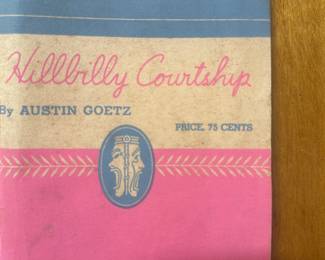 Hillbilly Courtship
By AUSTIN GOETZ
PRICE, 75 CENTS